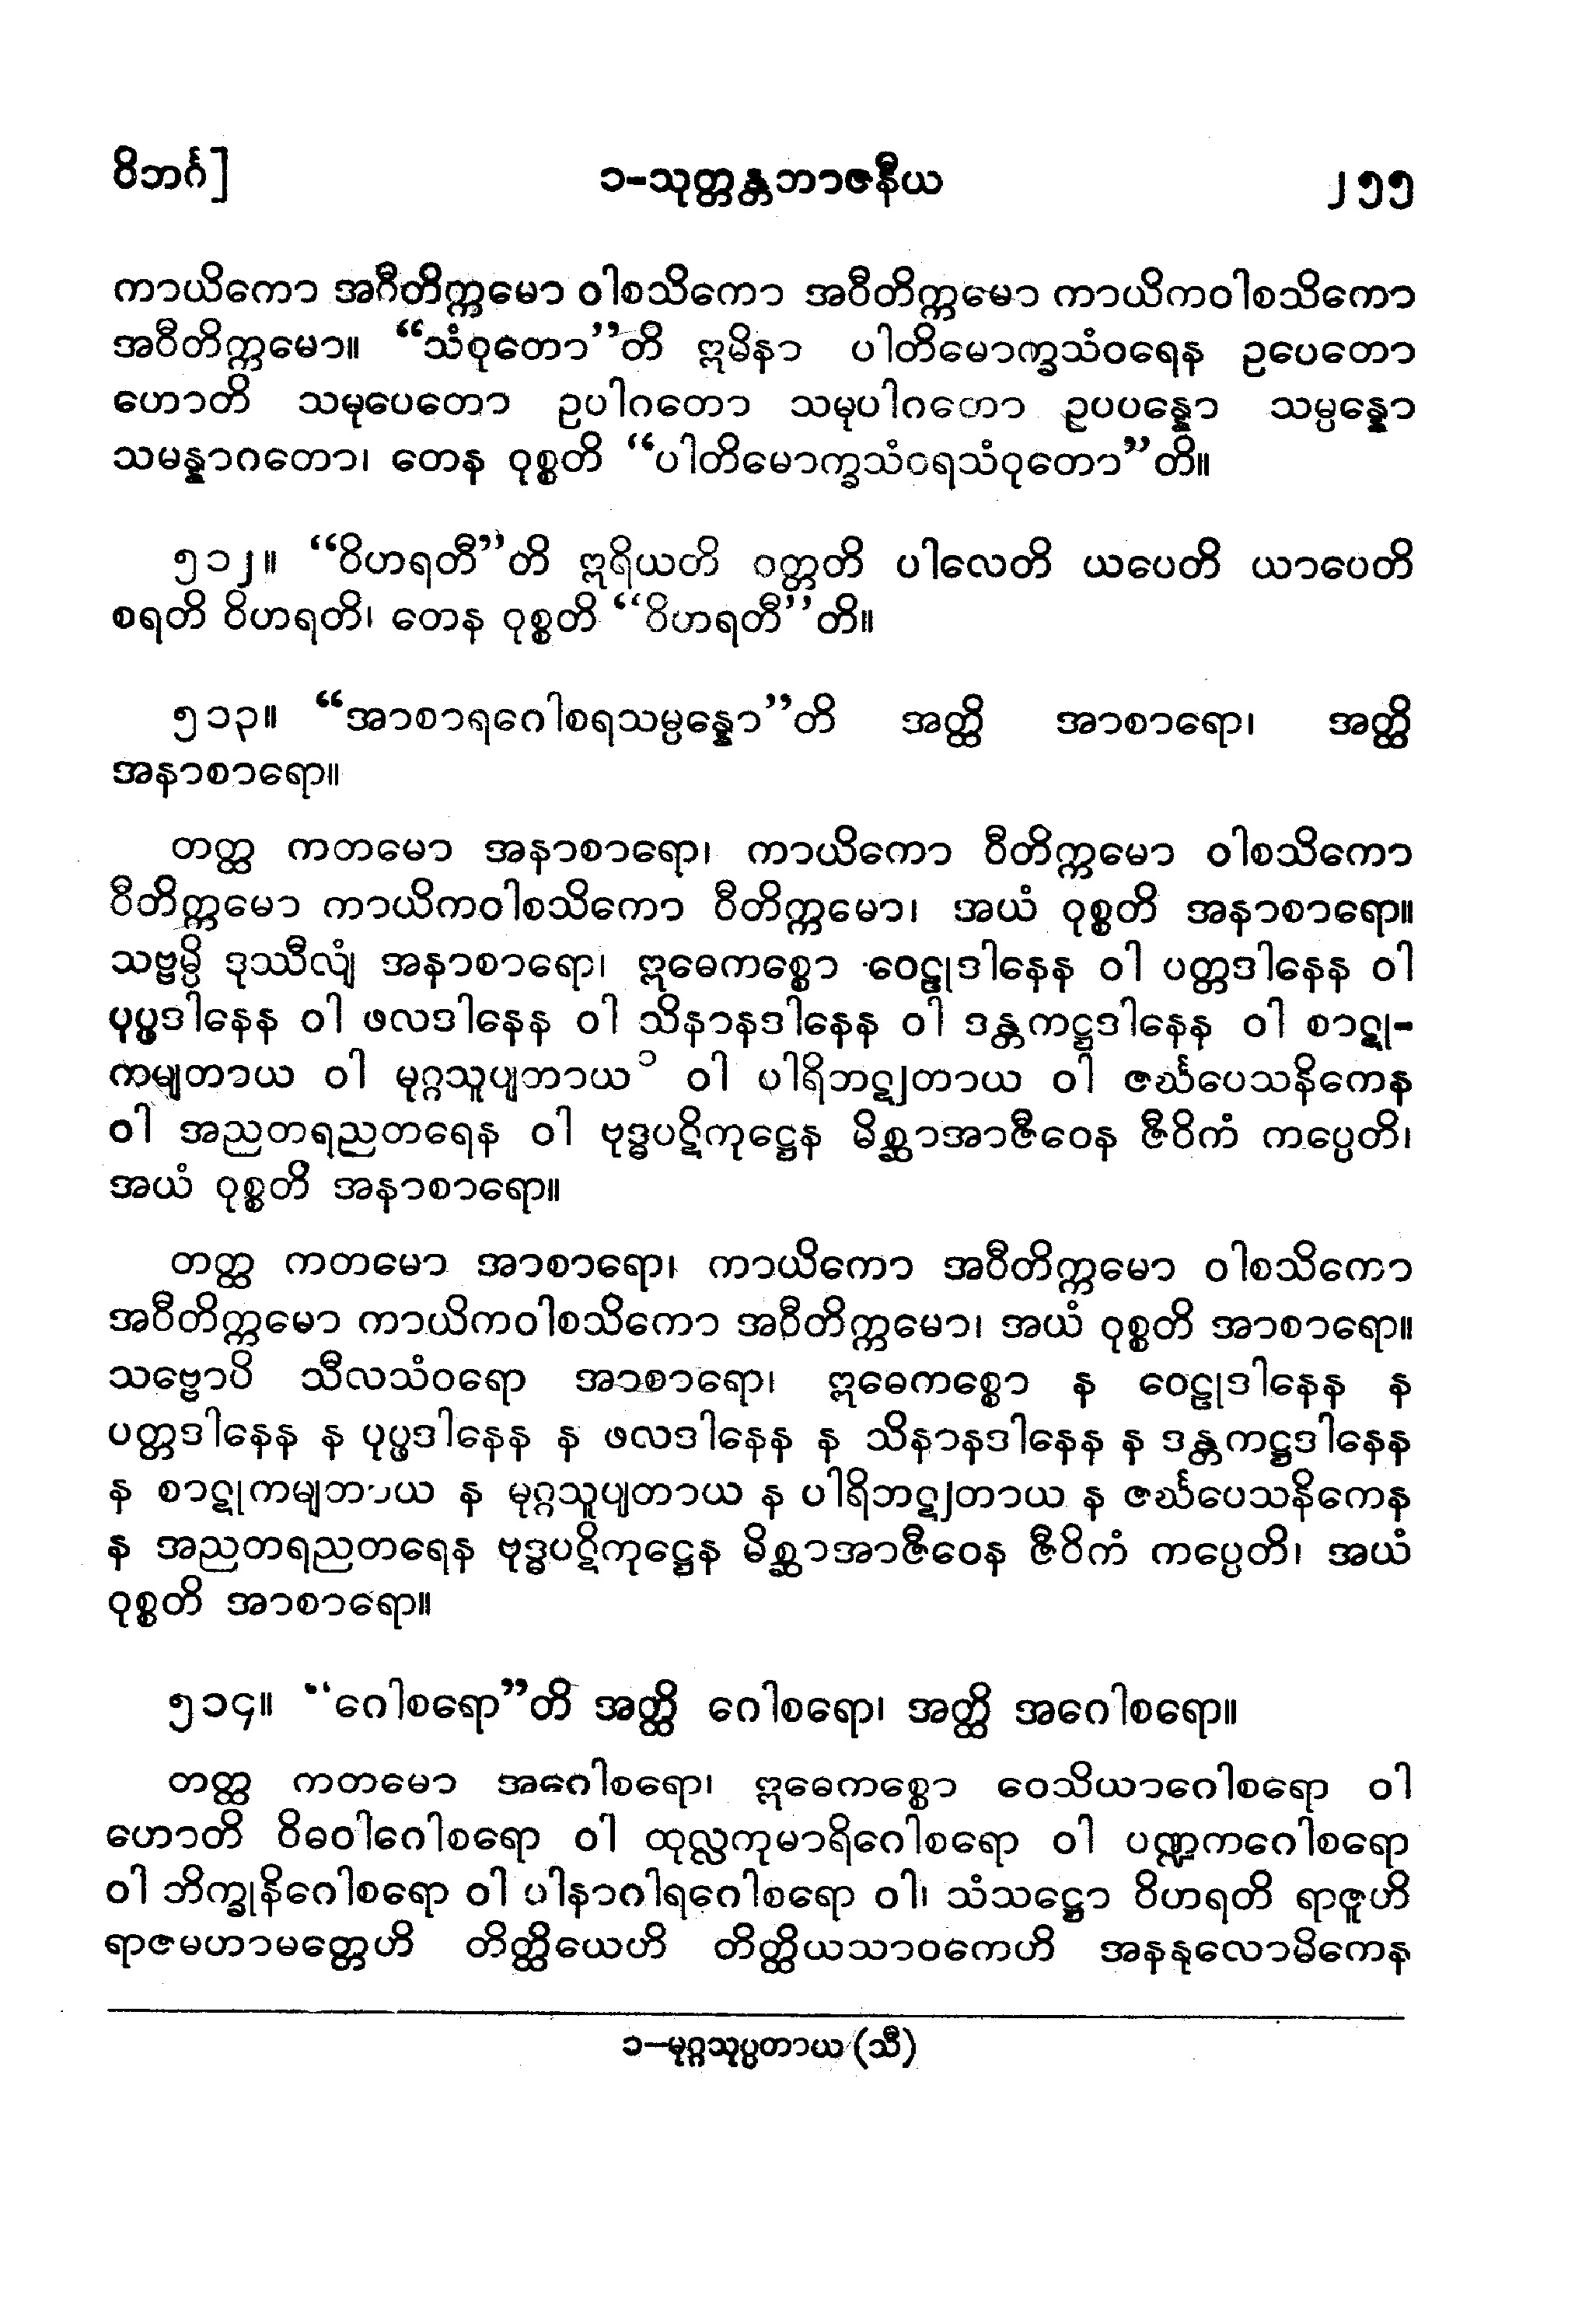 ဝိဘင်္ဂ]
၁-သုတ္တန္တဘာဇနီယ
၂၅၅
ကာယိကော အဝီတိက္ကမော ဝါစသိကော အဝီတိက္ကမော ကာယိကဝါစသိကော
အဝီတိက္ကမော။ “သံဝုတော”တိ ဣမိနာ ပါတိမောက္ခသံဝရေန ဥပေတော
ဟောတိ သမုပေတော ဥပါဂတော သမုပါဂတော ဥပပန္နော သမ္ပန္နော
သမန္နာဂတော၊ တေန ဝုစ္စတိ “ပါတိမောက္ခသံဝရသံဝုတော”တိ။
၅၁၂။ “ဝိဟရတီ”တိ ဣရိယတိ ဝတ္တတိ ပါလေတိ ယပေတိ ယာပေတိ
စရတိ ဝိဟရတိ၊ တေန ဝုစ္စတိ “ဝိဟရတီ”တိ။
၅၁၃။ “အာစာရဂေါစရသမ္ပန္နော”တိ အတ္ထိ အာစာရော၊ အတ္ထိ
အနာစာရော။
တတ္ထ ကတမော အနာစာရော၊ ကာယိကော ဝီတိက္ကမော ဝါစသိကော
ဝီတိက္ကမော ကာယိကဝါစသိကော ဝီတိက္ကမော၊ အယံ ဝုစ္စတိ အနာစာရော။
သဗ္ဗမ္ပိ ဒုဿီလျံ အနာစာရော၊ ဣဓေကစ္စော ဝေဠုဒါနေန ဝါ ပတ္တဒါနေန ဝါ
ပုပ္ဖဒါနေန ဝါ ဖလဒါနေန ဝါ သိနာနဒါနေန ဝါ ဒန္တကဋ္ဌဒါနေန ဝါ စာဋု-
ကမျတာယ ဝါ မုဂ္ဂသူပျတာယ ၁ ဝါ ပါရိဘဋျတာယ ဝါ ဇင်္ဃပေသနိကေန
ဝါ အညတရညတရေန ဝါ ဗုဒ္ဓပဋိကုဋ္ဌေန မိစ္ဆာအာဇီဝေန ဇီဝိကံ ကပ္ပေတိ၊
အယံ ဝုစ္စတိ အနာစာရော။
တတ္ထ ကတမော အာစာရော၊ ကာယိကော အဝီတိက္ကမော ဝါစသိကော
အဝီတိက္ကမော ကာယိကဝါစသိကော အဝီတိက္ကမော၊ အယံ ဝုစ္စတိ အာစာရော။
သဗ္ဗောပိ သီလသံဝရော အာစာရော၊ ဣဓေကစ္စော န ဝေဠုဒါနေန န
ပတ္တဒါနေန န ပုပ္ဖဒါနေန န ဖလဒါနေန န သိနာနဒါနေန န ဒန္တကဋ္ဌဒါနေန
န စာဋုကမျတာယ န မုဂ္ဂသူပျတာယ န ပါရိဘဋျတာယ န ဇင်္ဃပေသနိကေန
န အညတရညတရေန ဗုဒ္ဓပဋိကုဋ္ဌေန မိစ္ဆာအာဇီဝေန ဇီဝိကံ ကပ္ပေတိ၊ အယံ
ဝုစ္စတိ အာစာရော။
၅၁၄။ “ဂေါစရော”တိ အတ္ထိ ဂေါစရော၊ အတ္ထိ အဂေါစရော။
တတ္ထ ကတမော အဂေါစရော၊ ဣဓေကစ္စော ဝေသိယာဂေါစရော ဝါ
ဟောတိ ဝိဓဝါဂေါစရော ဝါ ထုလ္လကုမာရိဂေါစရော ဝါ ပဏ္ဍကဂေါစရော
ဝါ ဘိက္ခုနိဂေါစရော ဝါ ပါနာဂါရဂေါစရော ဝါ၊ သံသဋ္ဌော ဝိဟရတိ ရာဇူဟိ
ရာဇမဟာမတ္တေဟိ တိတ္ထိယေဟိ တိတ္ထိယသာဝကေဟိ အနနုလောမိကေန
၁—မုဂ္ဂသုပ္ပတာယ (သီ)